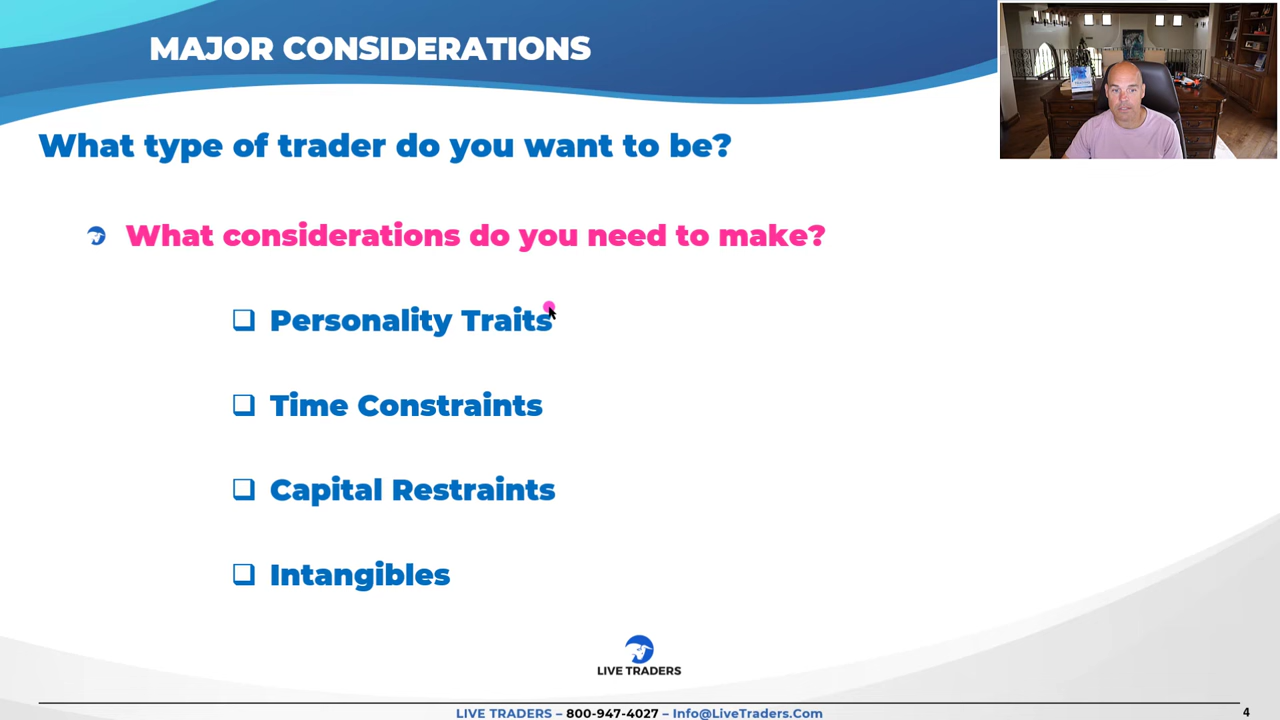 MAJOR CONSIDERATIONS
What type of trader do you want to be?
What considerations do you need to make?
Personality Traits
Time Constraints
Capital Restraints
Intangibles
LIVE TRADERS
LIVE TRADERS – 800-947-4027 – Info@LiveTraders.Com
4